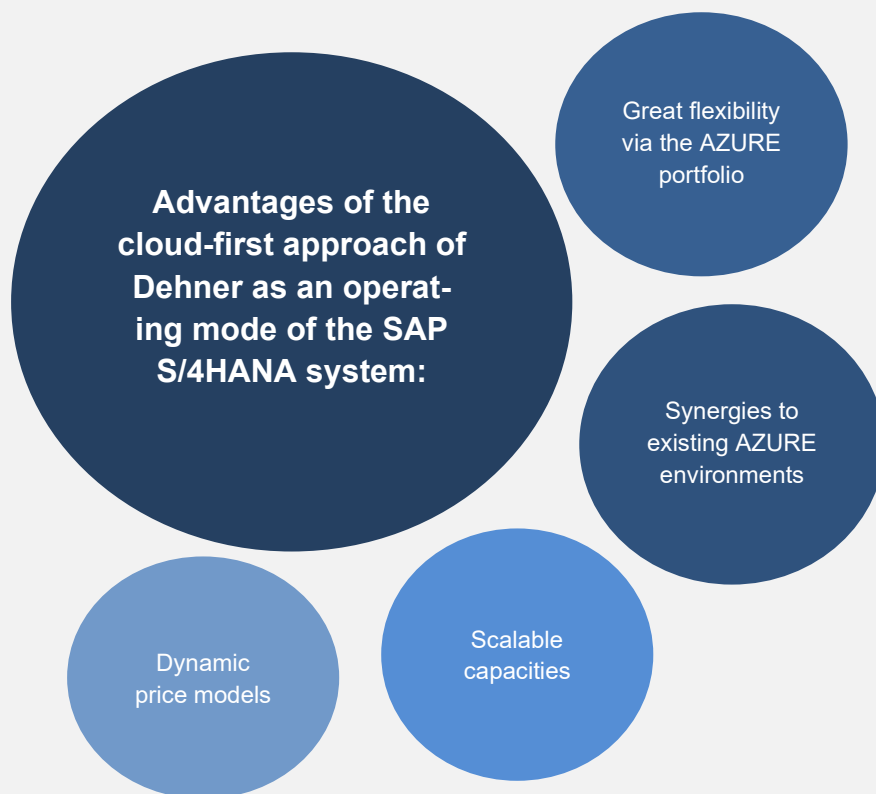 Advantages of the
cloud-first approach of
Dehner as an operat-
ing mode of the SAP
S/4HANA system:
Great flexibility
via the AZURE
portfolio
Synergies to
existing AZURE
environments
Scalable
capacities
Dynamic
price models